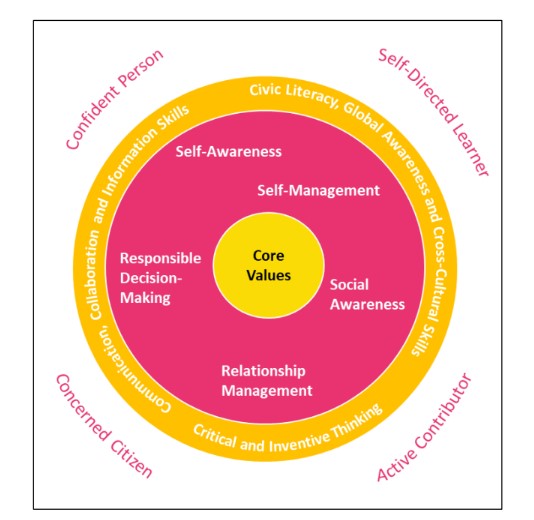 Confident Person
Self-Directed Learner
Civic Literacy, Global Awareness and Cross-Cultural Skills
Communication, Collaboration and Information Skills
Self-Awareness
Self-Management
Core
Values
Responsible
Decision-
Making
Social
Awareness
Relationship
Management
Critical and Inventive Thinking
Concerned Citizen
Active Contributor